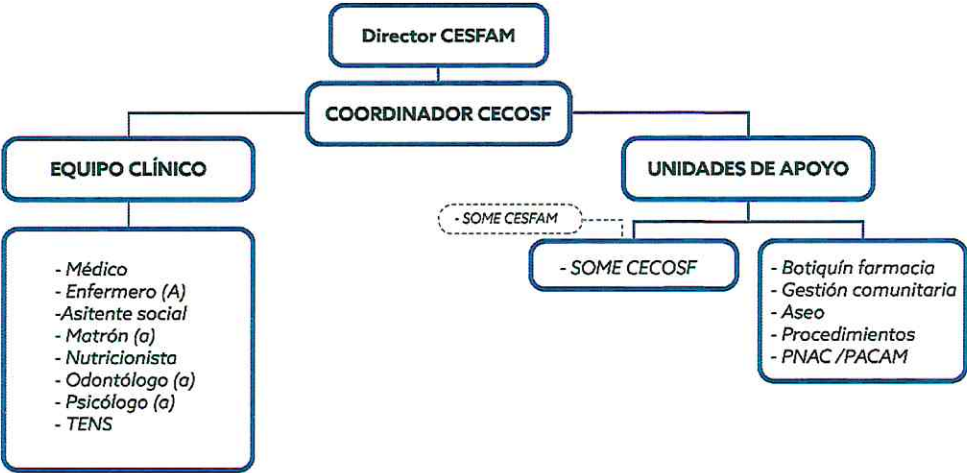 Director CESFAM
COORDINADOR CECOSF
EQUIPO CLÍNICO
- Médico
- Enfermero (A)
-Asitente social
- Matrón (a)
- Nutricionista
- Odontólogo (a)
- Psicólogo (a)
- TENS
UNIDADES DE APOYO
- SOME CESFAM
- SOME CECOSF
- Botiquín farmacia
- Gestión comunitaria
- Aseo
- Procedimientos
- PNAC /PACAM